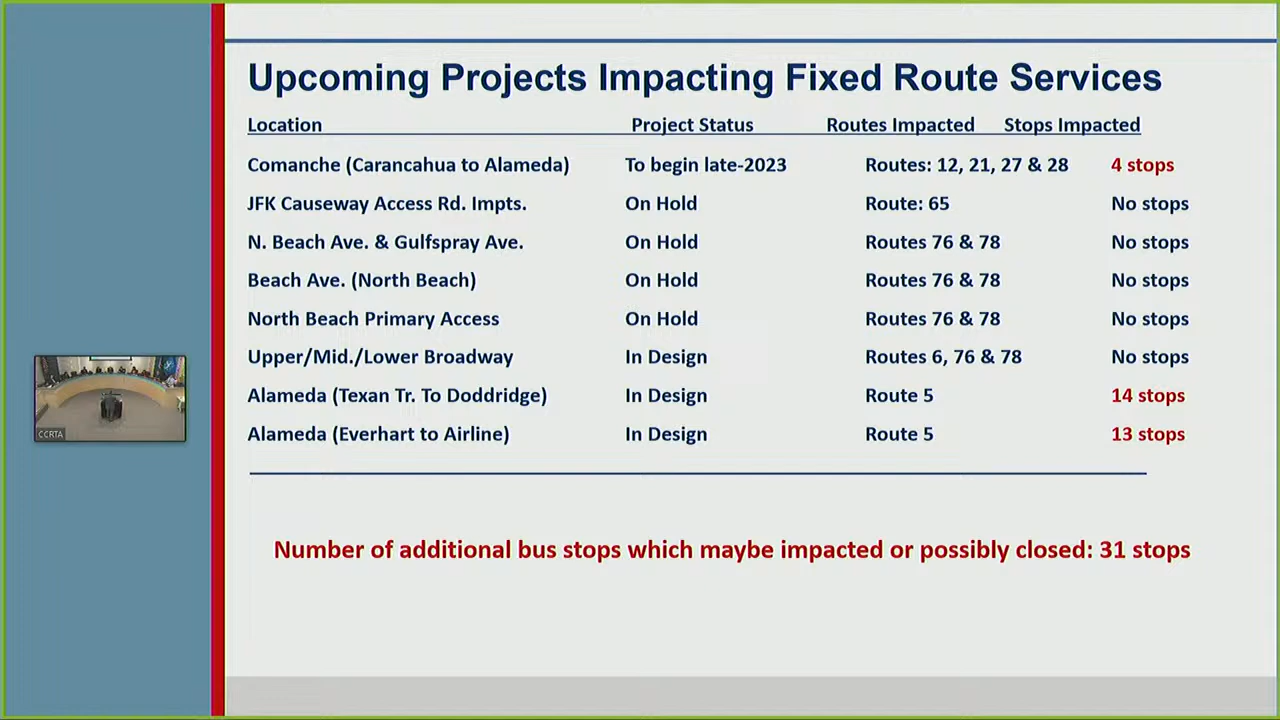 Upcoming Projects Impacting Fixed Route Services
Location Project Status Routes Impacted Stops Impacted
Comanche (Carancahua to Alameda) To begin late-2023 Routes: 12, 21, 27 & 28 4 stops
JFK Causeway Access Rd. Impts. On Hold Route: 65 No stops
N. Beach Ave. & Gulfspray Ave. On Hold Routes 76 & 78 No stops
Beach Ave. (North Beach) On Hold Routes 76 & 78 No stops
North Beach Primary Access On Hold Routes 76 & 78 No stops
Upper/Mid./Lower Broadway In Design Routes 6, 76 & 78 No stops
Alameda (Texan Tr. To Doddridge) In Design Route 5 14 stops
Alameda (Everhart to Airline) In Design Route 5 13 stops
CCRTA
Number of additional bus stops which maybe impacted or possibly closed: 31 stops